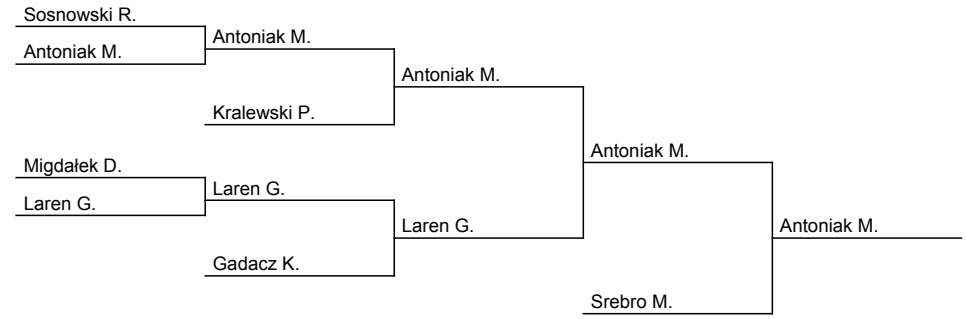 Sosnowski R.
Antoniak M.
Antoniak M.
Antoniak M.
Kralewski P.
Antoniak M.
Migdałek D.
Laren G.
Laren G.
Laren G.
Antoniak M.
Gadacz K.
Srebro M.